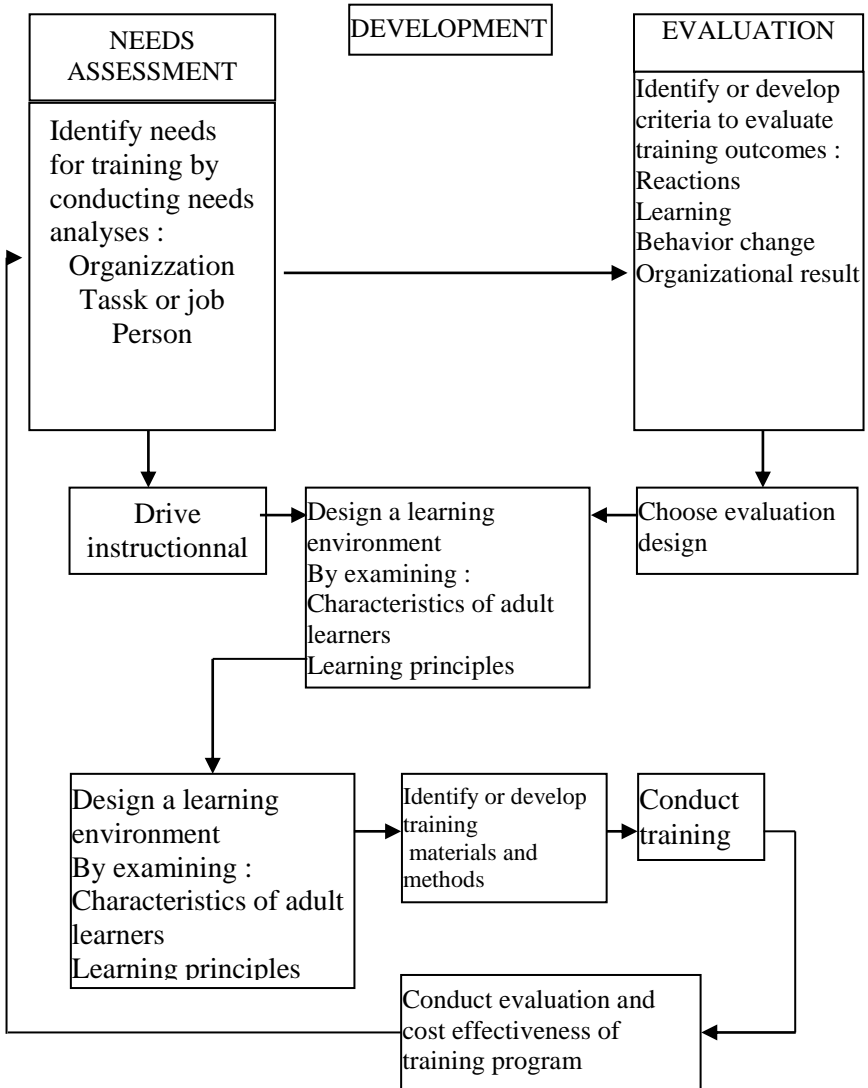 NEEDS
ASSESSMENT
DEVELOPMENT
EVALUATION
Identify needs
for training by
conducting needs
analyses :
Organizzation
Tassk or job
Person
Identify or develop
criteria to evaluate
training outcomes :
Reactions
Learning
Behavior change
Organizational result
Drive
instructionnal
Design a learning
environment
By examining :
Characteristics of adult
learners
Learning principles
Choose evaluation
design
Design a learning
environment
By examining :
Characteristics of adult
learners
Learning principles
Identify or develop
training
materials and
methods
Conduct
training
Conduct evaluation and
cost effectiveness of
training program